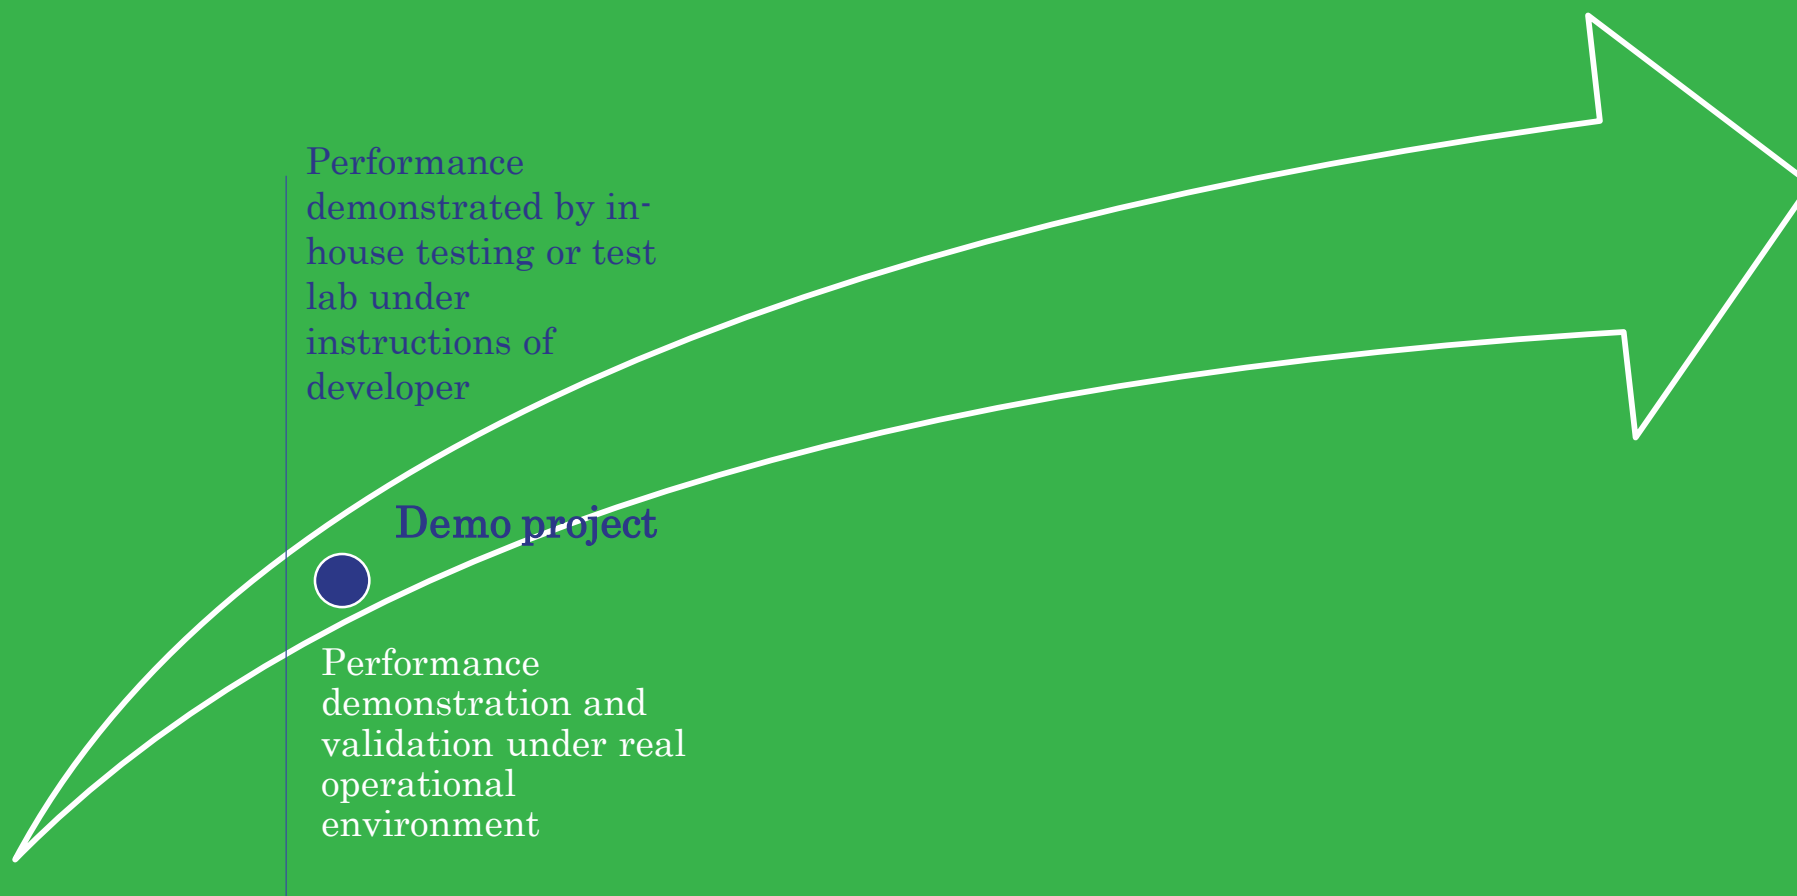 Performance
demonstrated by in-
house testing or test
lab under
instructions of
developer
Demo project
Performance
demonstration and
validation under real
operational
environment